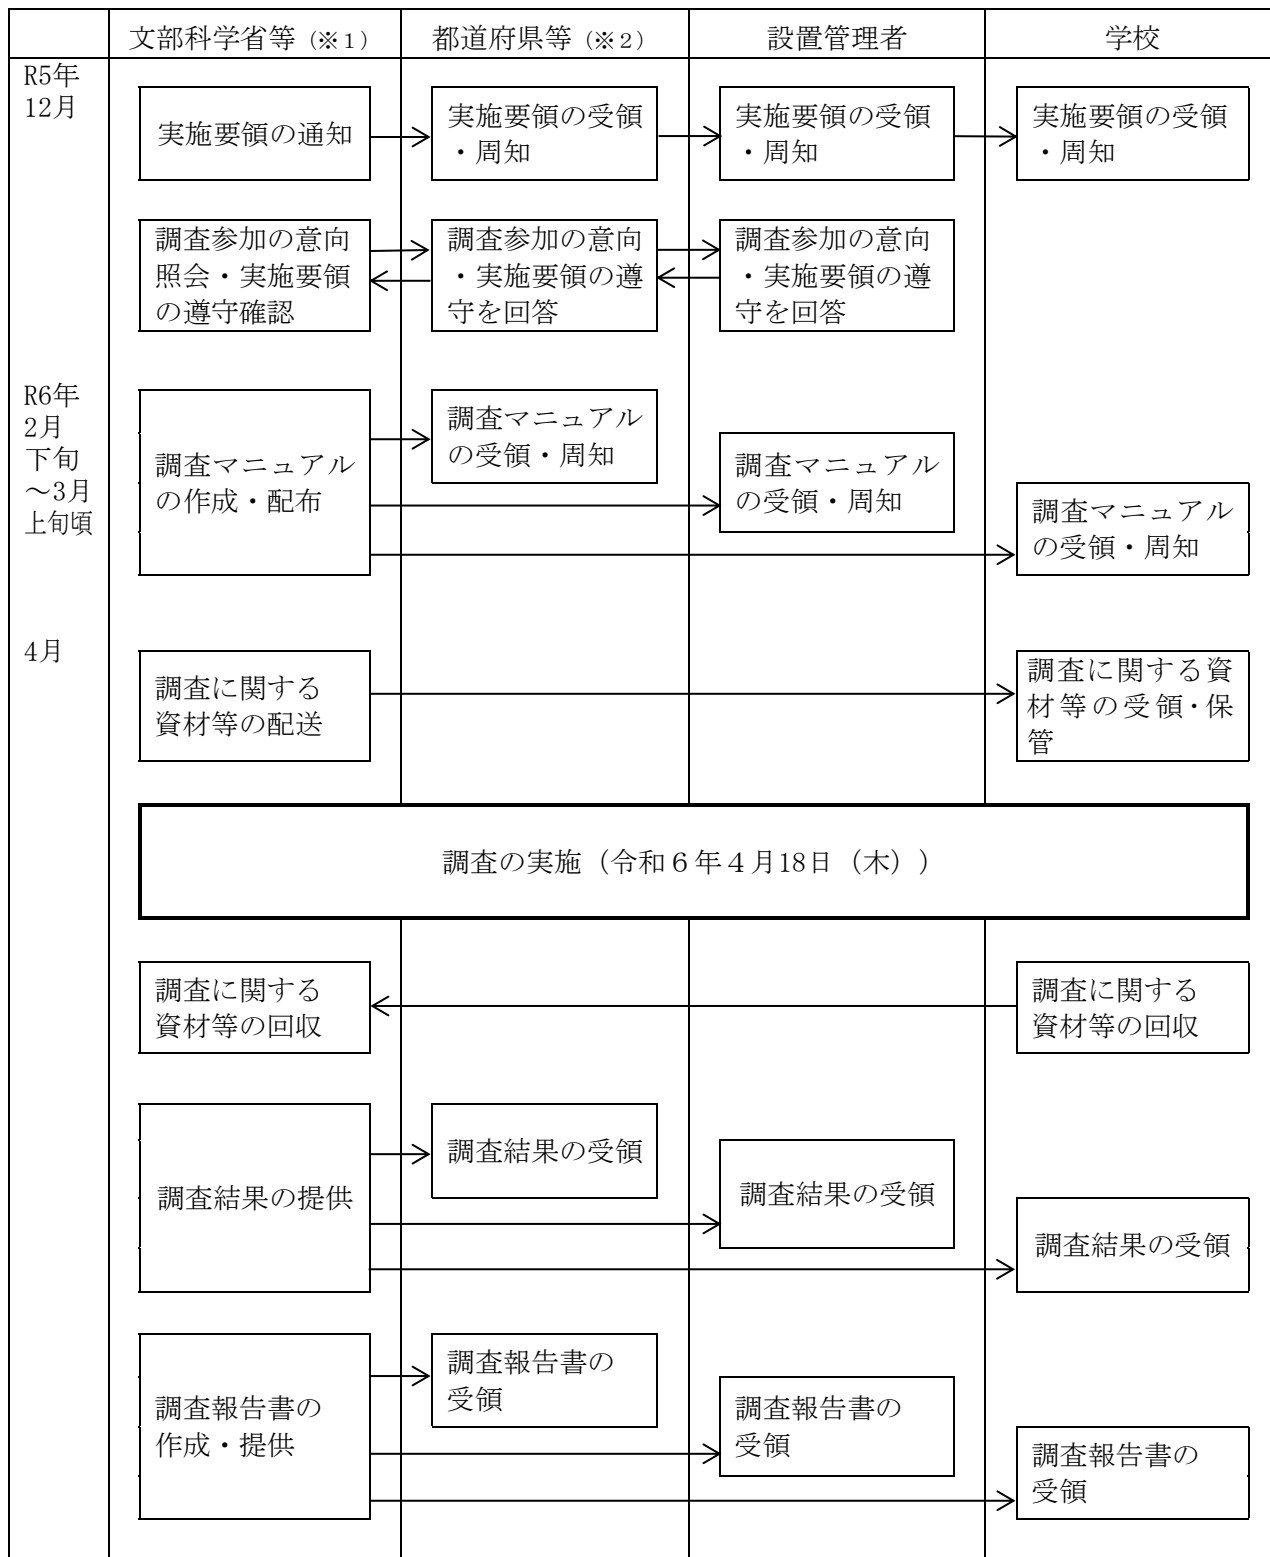 文部科学省等（※1）
都道府県等（※2）
設置管理者
学校
R5年
12月
実施要領の通知
実施要領の受領
・周知
実施要領の受領
・周知
実施要領の受領
・周知
調査参加の意向
照会・実施要領
の遵守確認
調査参加の意向
・実施要領の遵
守を回答
調査参加の意向
・実施要領の遵
守を回答
R6年
2月
下旬
～3月
上旬頃
調査マニュアル
の作成・配布
調査マニュアル
の受領・周知
調査マニュアル
の受領・周知
調査マニュアル
の受領・周知
4月
調査に関する
資材等の配送
調査に関する資
材等の受領・保
管
調査の実施（令和６年４月18日（木））
調査に関する
資材等の回収
調査に関する
資材等の回収
調査結果の提供
調査結果の受領
調査結果の受領
調査結果の受領
調査報告書の
作成・提供
調査報告書の
受領
調査報告書の
受領
調査報告書の
受領